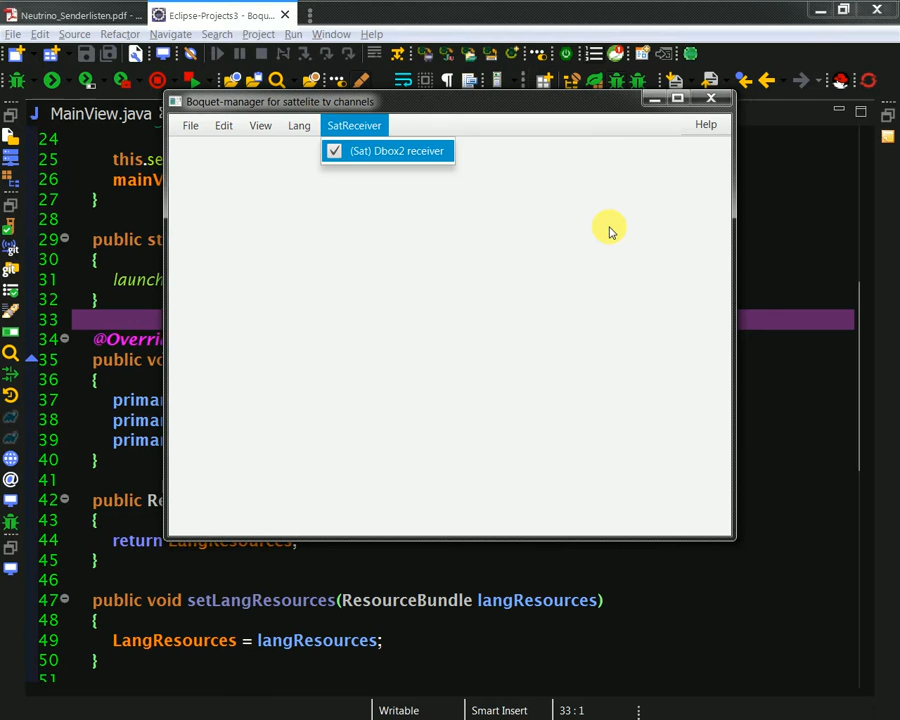 Neutrino_Senderlisten.pdf - ...
Eclipse-Projects3 - Boqu...
File Edit Source Refactor Navigate Search Project Run Window Help
MainView.java
Boquet-manager for sattelite tv channels
File Edit View Lang SatReceiver Help
(Sat) Dbox2 receiver
24
25 this.se
26 mainV
27 }
28
29 public st
30 {
31 launch
32 }
33
34 @Overri
35 public vo
36 {
37 prima
38 prima
39 prima
40 }
41
42 public Re
43 {
44 return LangResources;
45 }
46
47 public void setLangResources(ResourceBundle langResources)
48 {
49 LangResources = langResources;
50 }
51
Writable Smart Insert 33 : 1